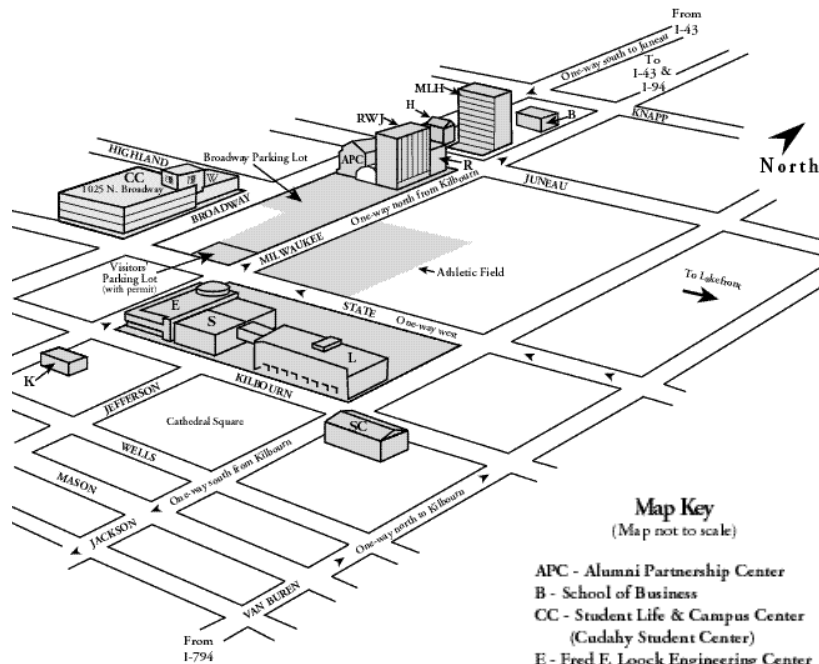 From
I-43
One-way south to Juneau
To
I-43 &
I-94
MLH
H
B
KNAPP
RWJ
HIGHLAND
Broadway Parking Lot
APC
R
North
CC
W
1025 N. Broadway
BROADWAY
One-way north from Kilbourn
JUNEAU
MILWAUKEE
Visitors'
Parking Lot
(with permit)
Athletic Field
To Lakefront
E
STATE
S
One-way west
L
K
KILBOURN
JEFFERSON
Cathedral Square
SC
WELLS
One-way south from Kilbourn
MASON
JACKSON
One-way north to Kilbourn
VAN BUREN
From
I-794
Map Key
(Map not to scale)
APC - Alumni Partnership Center
B - School of Business
CC - Student Life & Campus Center
(Cudahy Student Center)
E - Fred F. Loock Engineering Center